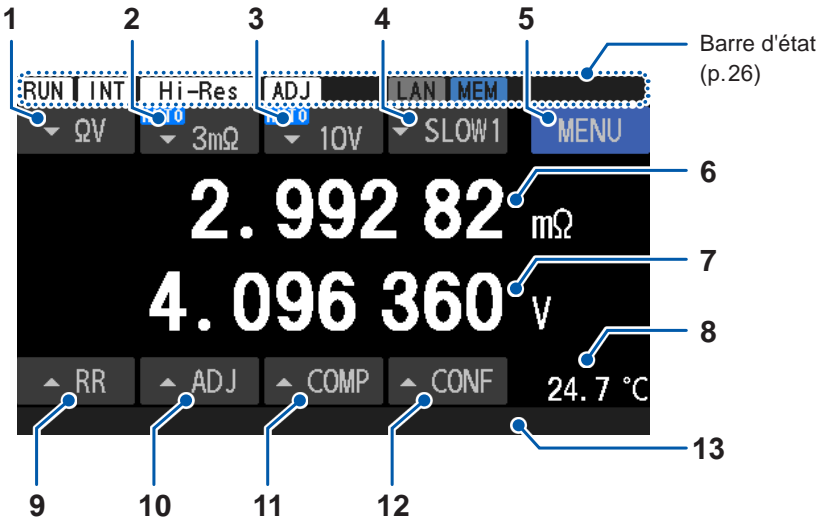 1 2 3 4 5
Barre d'état
(p.26)
RUN INT Hi-Res ADJ LAN MEM
AUTO AUTO
ΩV 3mΩ 10V SLOW1 MENU
2.992 82 mΩ
6
4.096 360 V
7
8
RR ADJ COMP CONF 24.7 °C
13
9 10 11 12